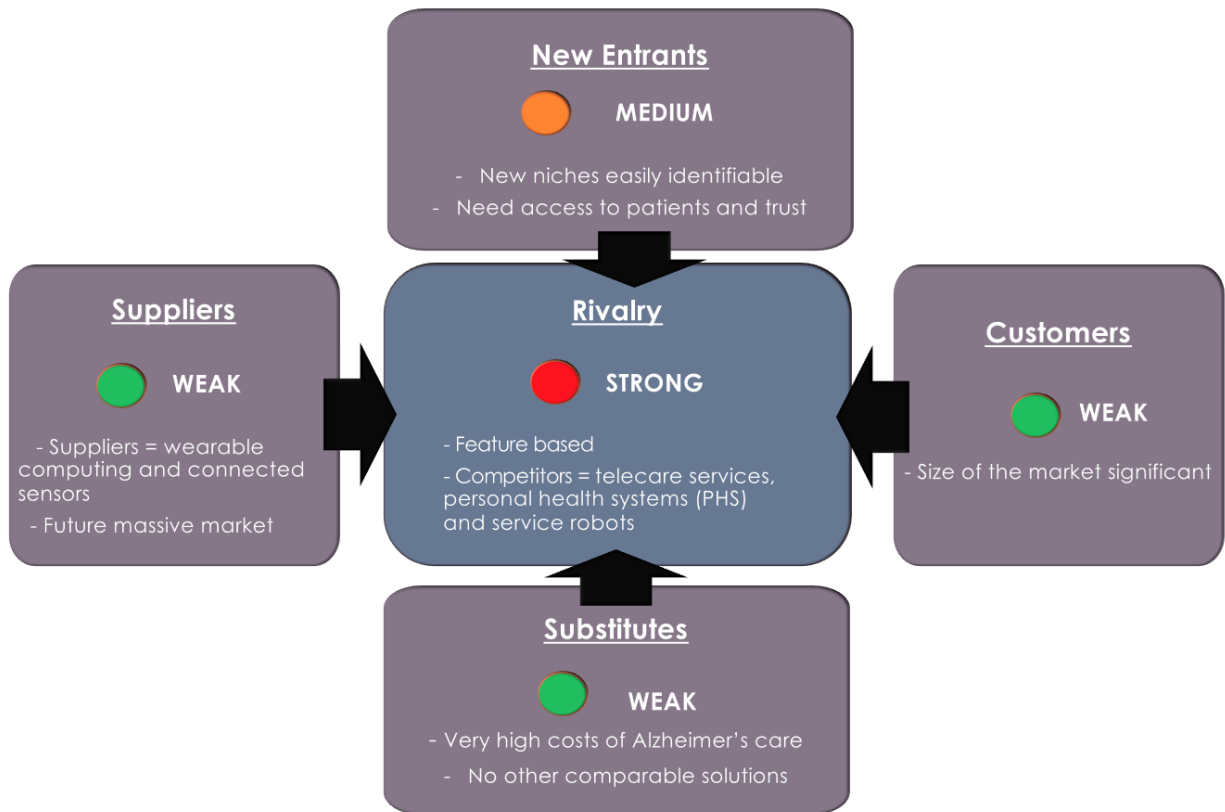 New Entrants
MEDIUM
- New niches easily identifiable
- Need access to patients and trust
Suppliers
WEAK
- Suppliers = wearable
computing and connected
sensors
- Future massive market
Rivalry
STRONG
- Feature based
- Competitors = telecare services,
personal health systems (PHS)
and service robots
Customers
WEAK
- Size of the market significant
Substitutes
WEAK
- Very high costs of Alzheimer's care
- No other comparable solutions